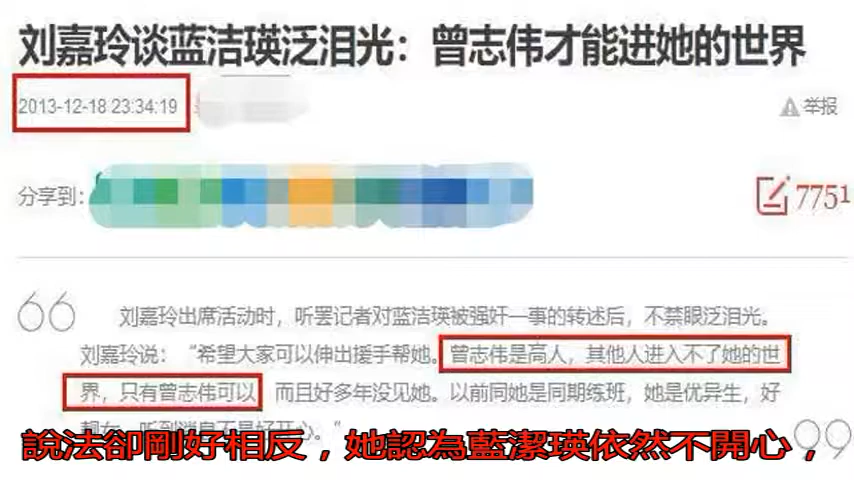 刘嘉玲谈蓝洁瑛泛泪光：曾志伟才能进她的世界
2013-12-18 23:34:19
举报
分享到:
7751
刘嘉玲出席活动时，听罢记者对蓝洁瑛被强奸一事的转述后，不禁眼泛泪光。
刘嘉玲说：“希望大家可以伸出援手帮她。曾志伟是高人，其他人进入不了她的世
界，只有曾志伟可以 而且好多年没见她。以前同她是同期练班，她是优异生，好
說法卻剛好相反，她認為藍潔瑛依然不開心，